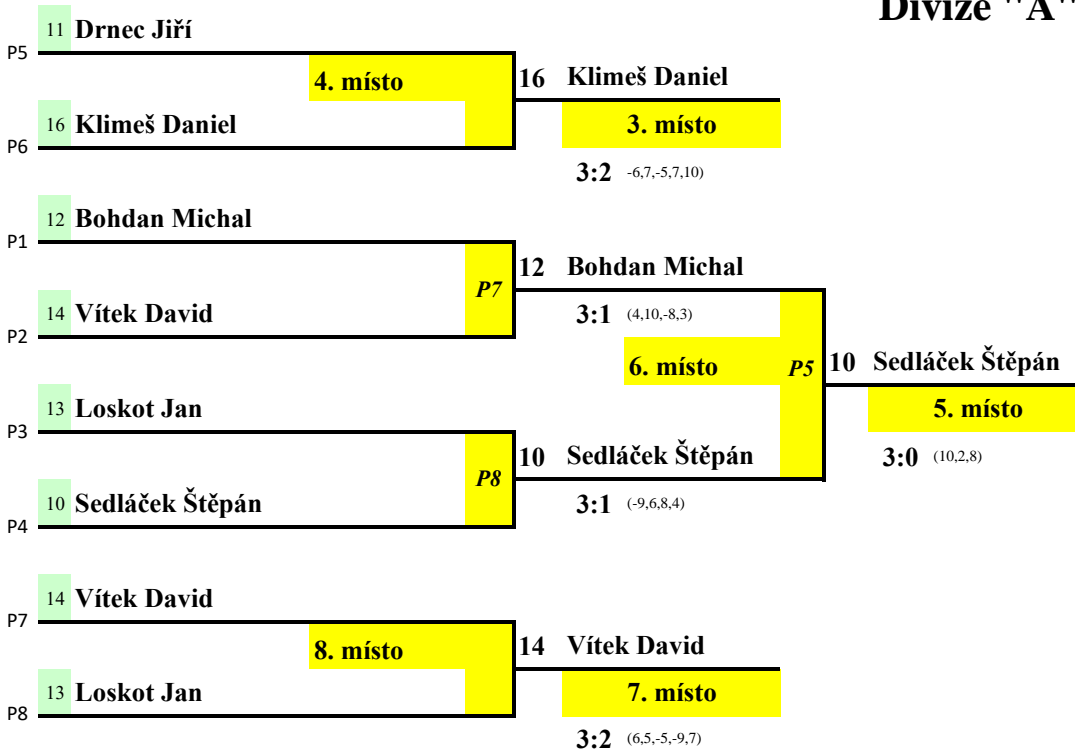 Divize "A"
11 Drnec Jiří
P5
4. místo
16 Klimeš Daniel
16 Klimeš Daniel
3. místo
P6
3:2 -6,7,-5,7,10)
12 Bohdan Michal
P1
12 Bohdan Michal
P7
14 Vítek David
3:1 (4,10,-8,3)
P2
6. místo
P5
10 Sedláček Štěpán
13 Loskot Jan
5. místo
P3
10 Sedláček Štěpán
3:0 (10,2,8)
P8
10 Sedláček Štěpán
3:1 (-9,6,8,4)
P4
14 Vítek David
P7
8. místo
14 Vítek David
13 Loskot Jan
7. místo
P8
3:2 (6,5,-5,-9,7)